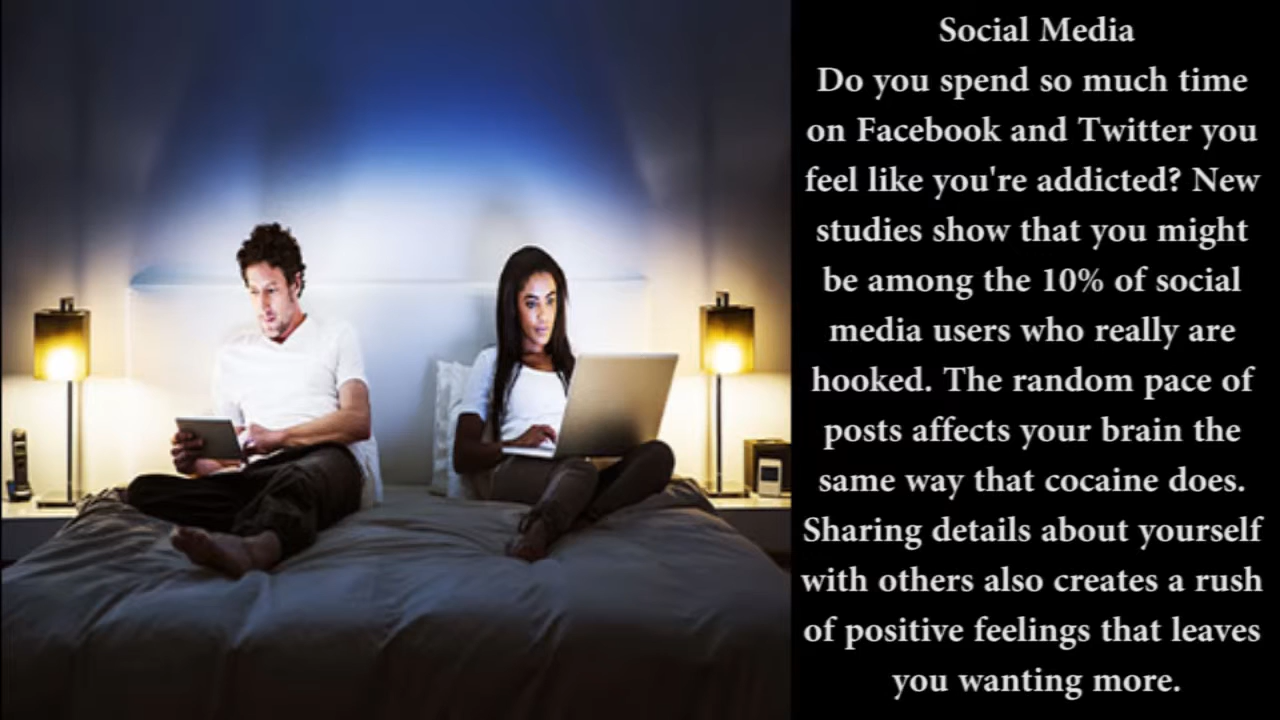 Social Media
Do you spend so much time
on Facebook and Twitter you
feel like you're addicted? New
studies show that you might
be among the 10% of social
media users who really are
hooked. The random pace of
posts affects your brain the
same way that cocaine does.
Sharing details about yourself
with others also creates a rush
of positive feelings that leaves
you wanting more.